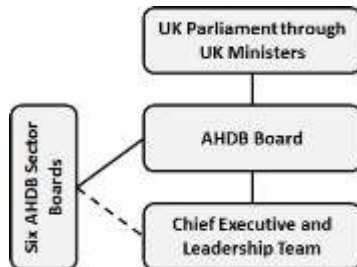 UK Parliament through
UK Ministers
AHDB Board
Six AHDB Sector
Boards
Chief Executive and
Leadership Team